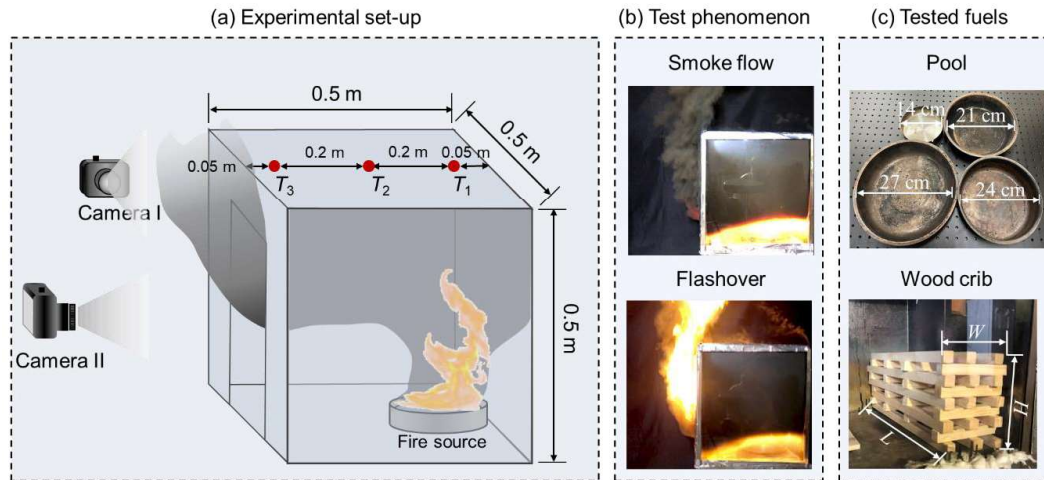 (a) Experimental set-up
0.5 m
0.5 m
0.05 m
0.2 m
0.2 m
0.05 m
T3
T2
T1
Camera I
Camera II
0.5 m
Fire source
(b) Test phenomenon
Smoke flow
Flashover
(c) Tested fuels
Pool
14 cm
21 cm
27 cm
24 cm
Wood crib
W
H
L